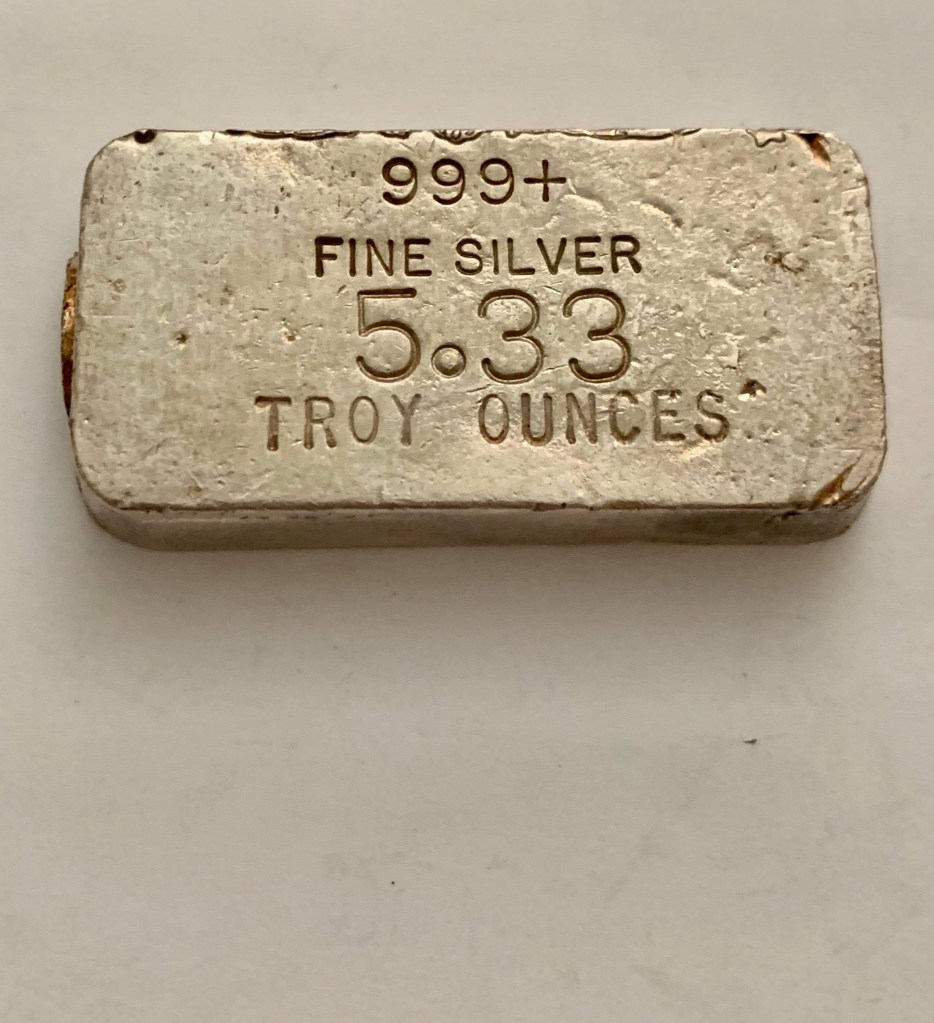 999+
FINE SILVER
5.33
TROY OUNCES